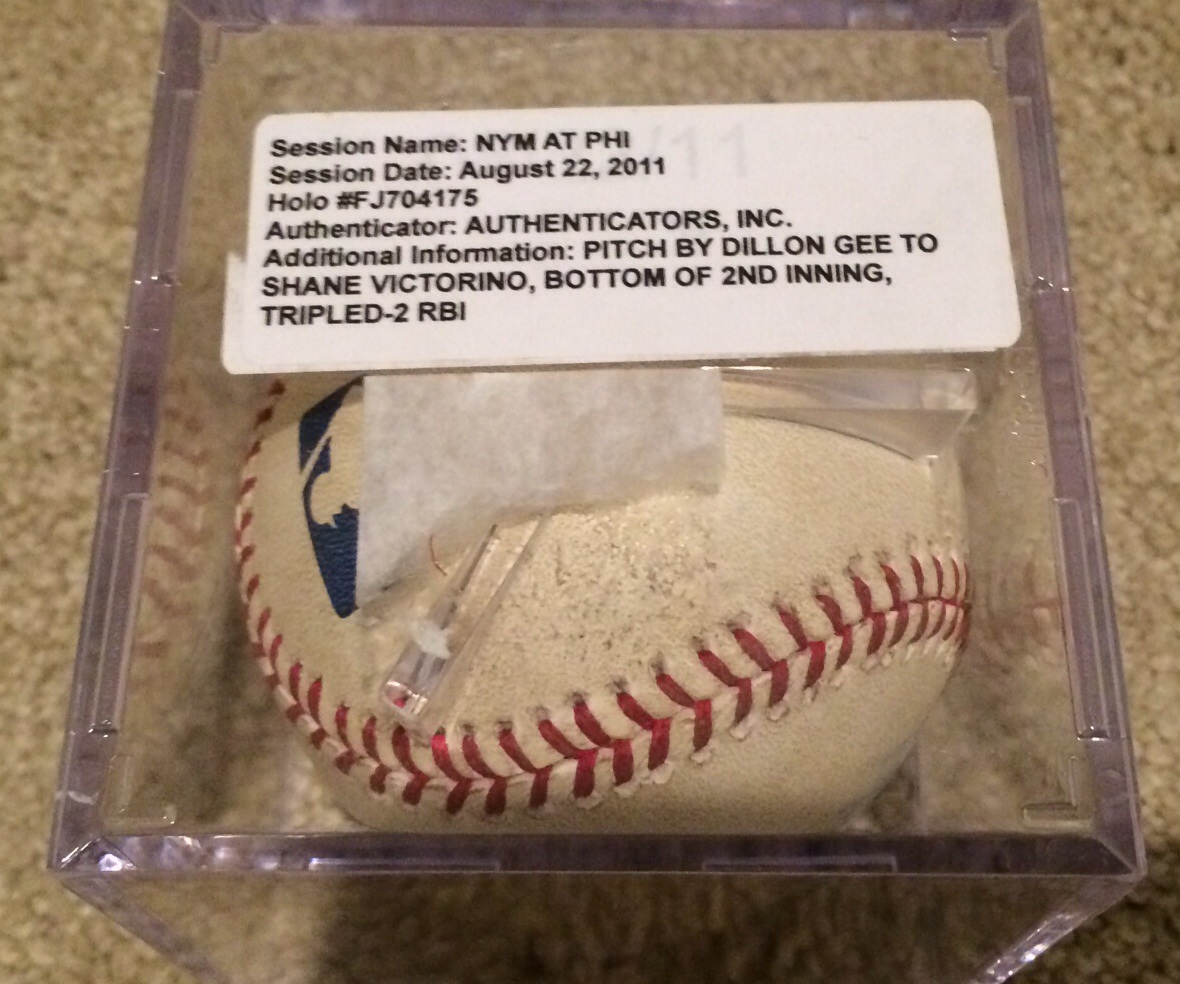 Session Name: NYM AT PHI
Session Date: August 22, 2011
Holo #FJ704175
Authenticator: AUTHENTICATORS, INC.
Additional Information: PITCH BY DILLON GEE TO
SHANE VICTORINO, BOTTOM OF 2ND INNING,
TRIPLED-2 RBI